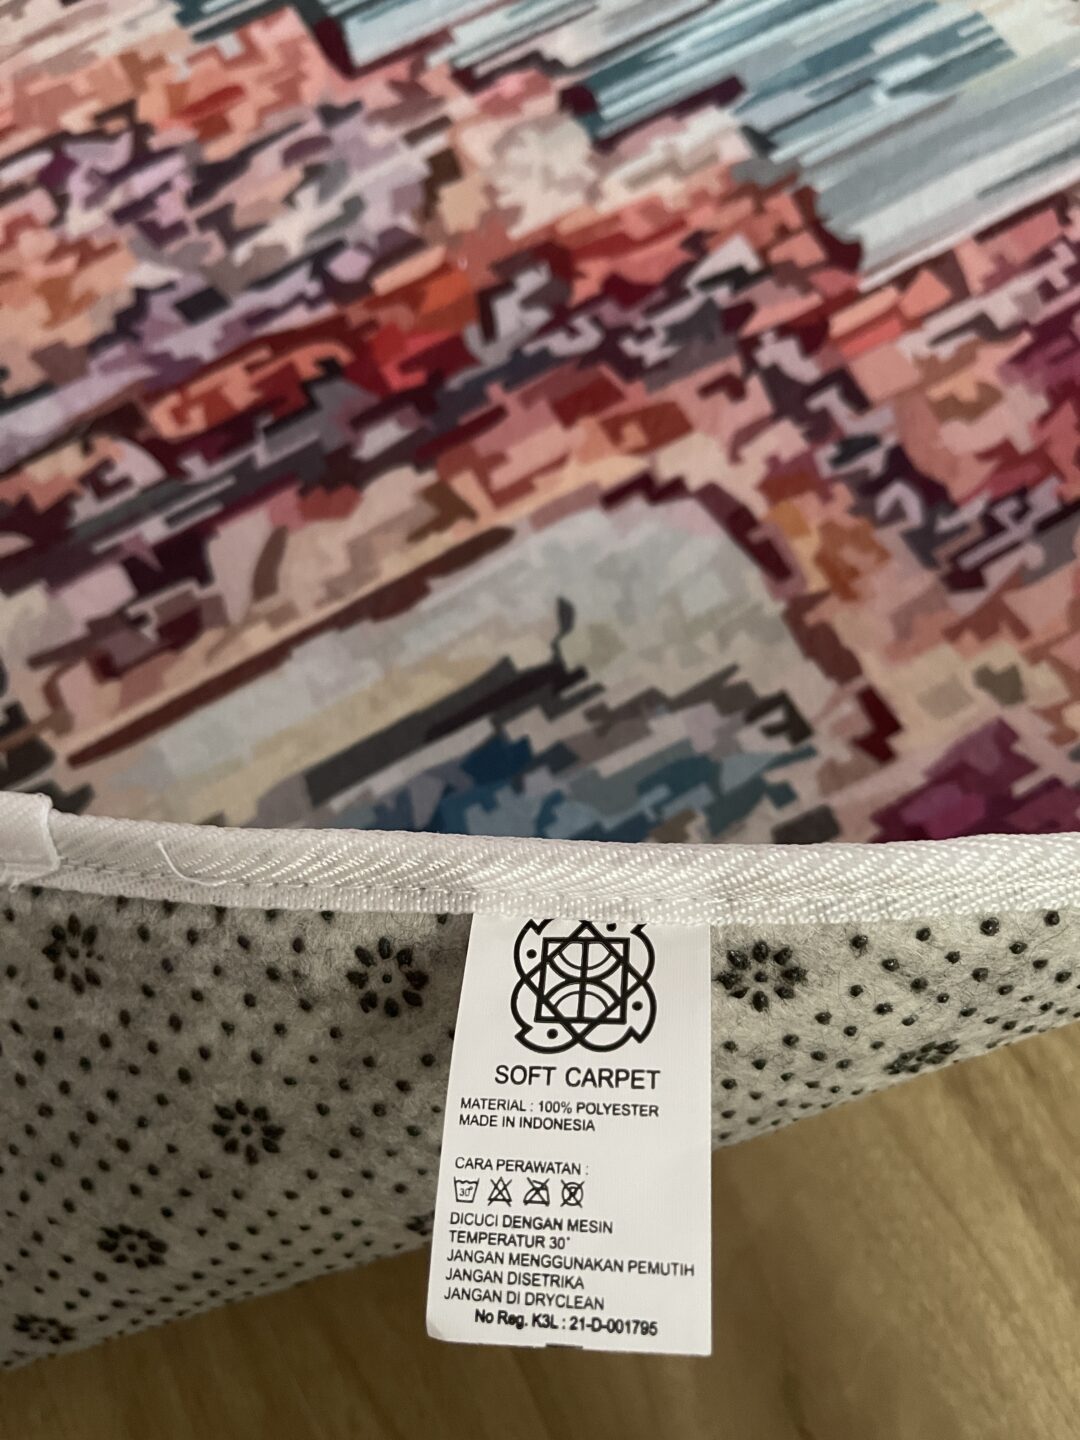 SOFT CARPET
MATERIAL : 100% POLYESTER
MADE IN INDONESIA
CARA PERAWATAN :
30°
DICUCI DENGAN MESIN
TEMPERATUR 30°
JANGAN MENGGUNAKAN PEMUTIH
JANGAN DISETRIKA
JANGAN DI DRYCLEAN
No Reg. K3L : 21-D-001795